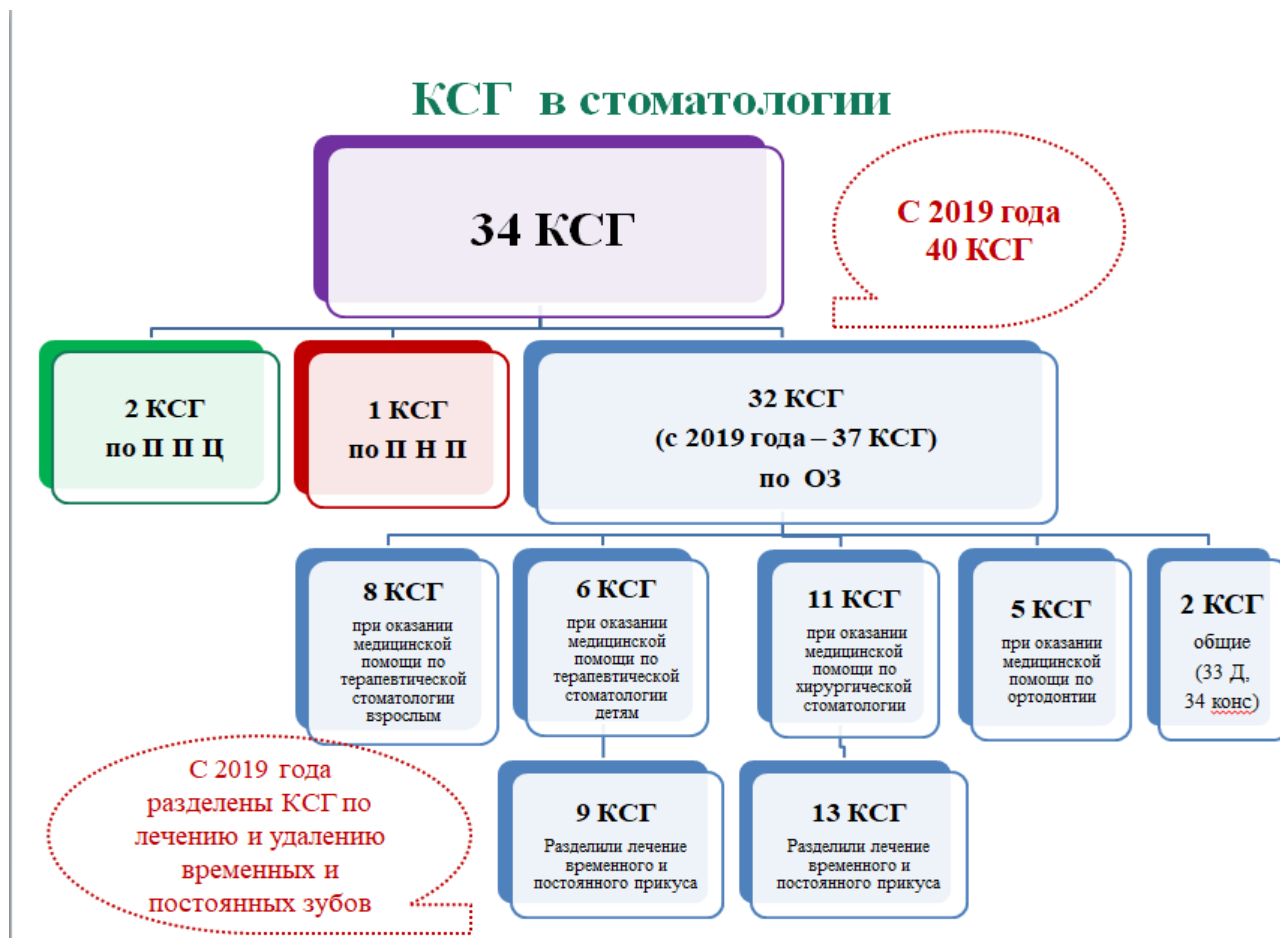 КСГ в стоматологии
34 КСГ
С 2019 года
40 КСГ
2 КСГ
по П П Ц
1 КСГ
по П Н П
32 КСГ
(с 2019 года – 37 КСГ)
по ОЗ
8 КСГ
при оказании
медицинской
помощи по
терапевтической
стоматологии
взрослым
6 КСГ
при оказании
медицинской
помощи по
терапевтической
стоматологии
детям
11 КСГ
при оказании
медицинской
помощи по
хирургической
стоматологии
5 КСГ
при оказании
медицинской
помощи по
ортодонтии
2 КСГ
общие
(33 Д,
34 конс)
С 2019 года
разделены КСГ по
лечению и удалению
временных и
постоянных зубов
9 КСГ
Разделили лечение
временного и
постоянного прикуса
13 КСГ
Разделили лечение
временного и
постоянного прикуса